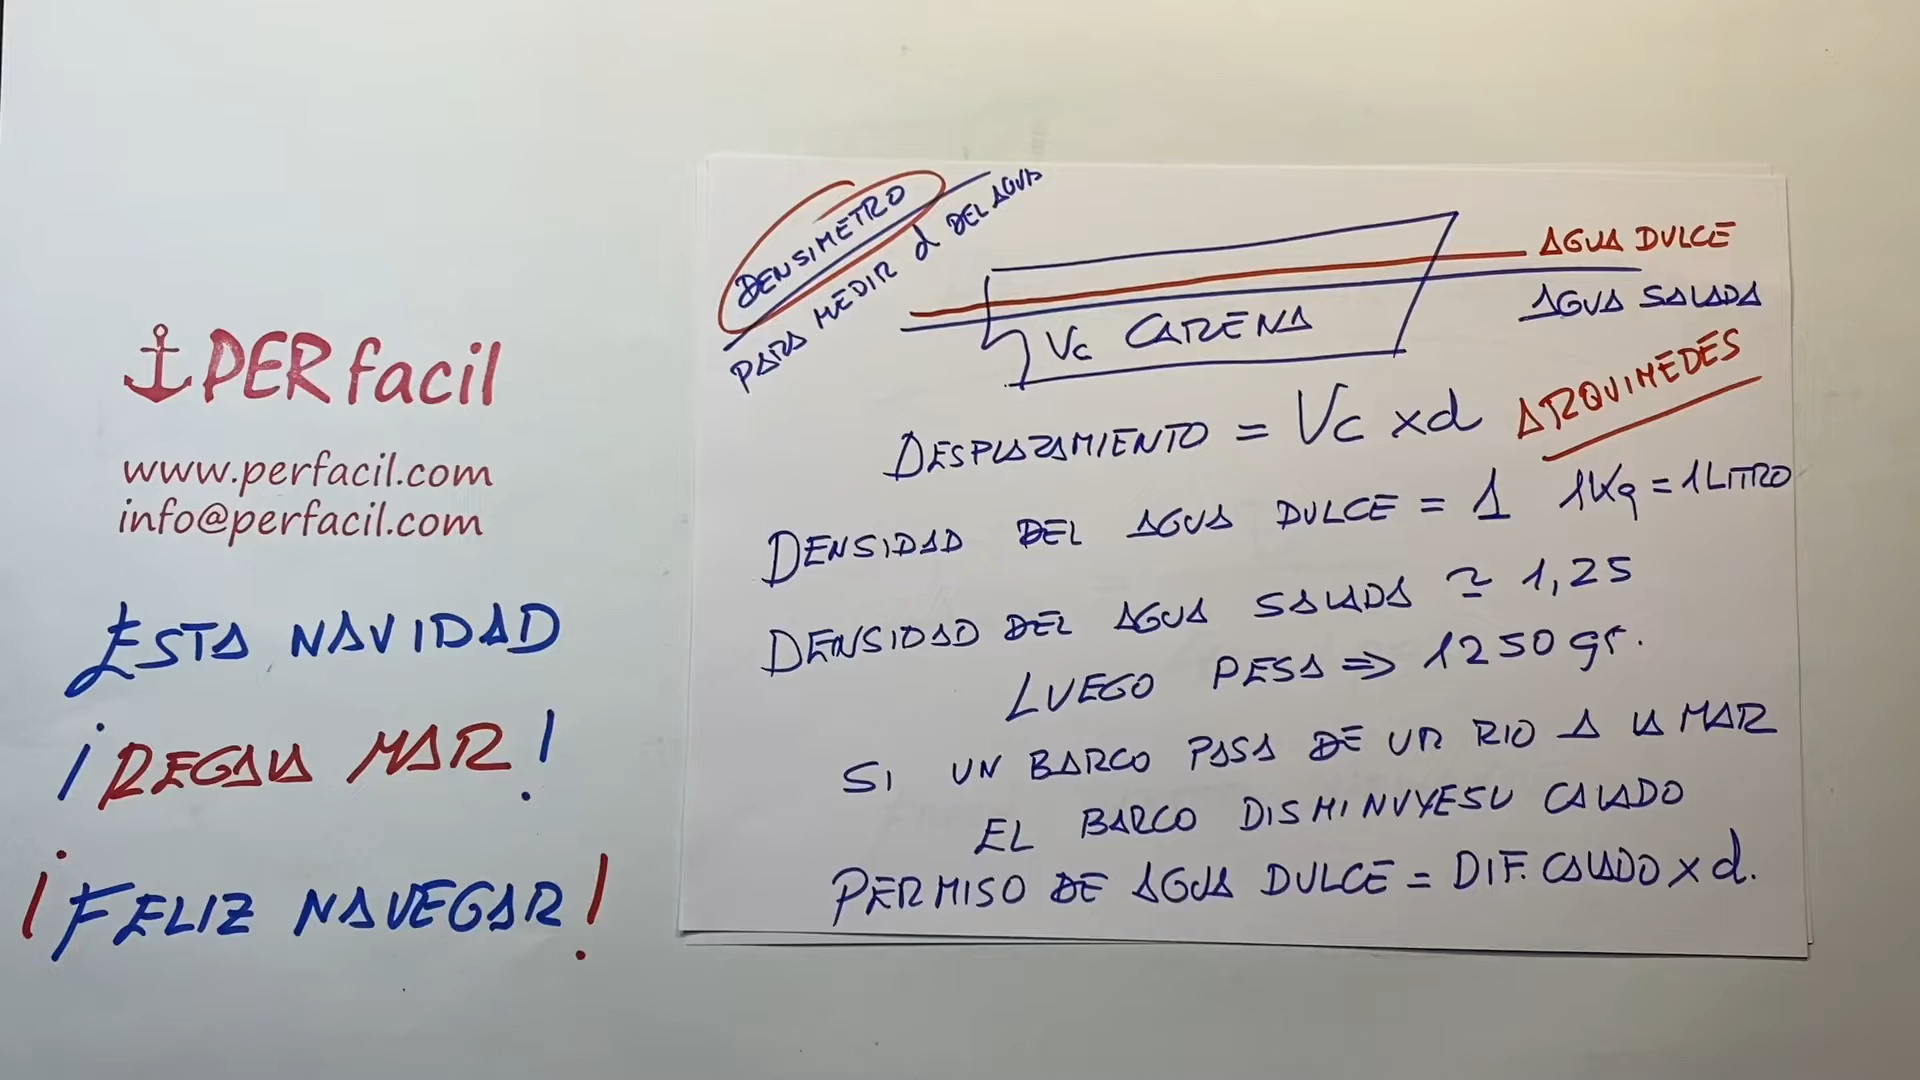 PERfacil
www.perfacil.com
info@perfacil.com
ESTA NAVIDAD
¡REGALA MAR!
¡FELIZ NAVEGAR!
DENSIMETRO
PARA MEDIR d DEL AGUA
AGUA DULCE
AGUA SALADA
Vc CARENA
DESPLAZAMIENTO = Vc x d ARQUIMEDES
DENSIDAD DEL AGUA DULCE = 1 1Kg = 1 LITRO
DENSIDAD DEL AGUA SALADA ≃ 1,25
LUEGO PESA ⇒ 1250 gr.
SI UN BARCO PASA DE UN RIO A LA MAR
EL BARCO DISMINUYE SU CALADO
PERMISO DE AGUA DULCE = DIF. CALADO x d.